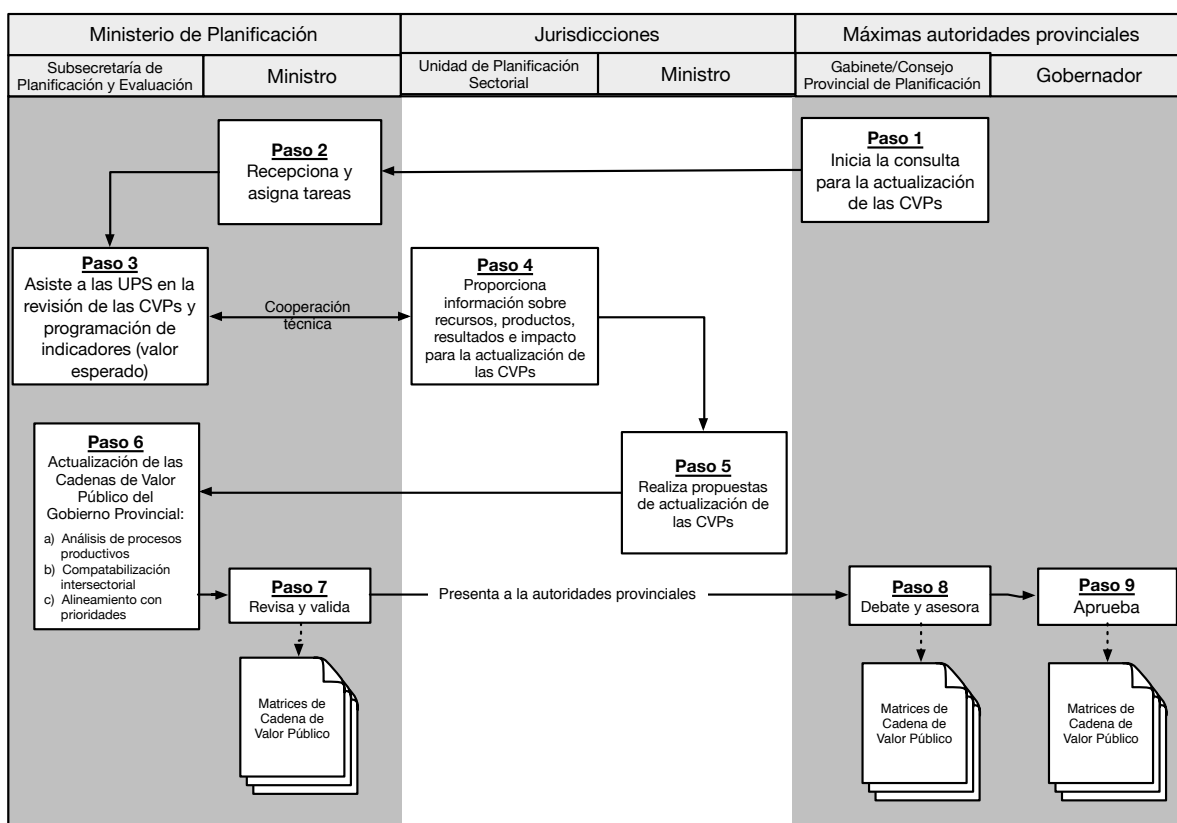 Ministerio de Planificación
Jurisdicciones
Máximas autoridades provinciales
Subsecretaría de
Planificación y Evaluación
Ministro
Unidad de Planificación
Sectorial
Ministro
Gabinete/Consejo
Provincial de Planificación
Gobernador
Paso 1
Inicia la consulta
para la actualización
de las CVPs
Paso 2
Recepciona y
asigna tareas
Paso 3
Asiste a las UPS en la
revisión de las CVPs y
programación de
indicadores (valor
esperado)
Cooperación
técnica
Paso 4
Proporciona
información sobre
recursos, productos,
resultados e impacto
para la actualización de
las CVPs
Paso 5
Realiza propuestas
de actualización de
las CVPs
Paso 6
Actualización de las
Cadenas de Valor
Público del
Gobierno Provincial:
a) Análisis de procesos
productivos
b) Compatabilización
intersectorial
c) Alineamiento con
prioridades
Paso 7
Revisa y valida
Presenta a la autoridades provinciales
Paso 8
Debate y asesora
Paso 9
Aprueba
Matrices de
Cadena de
Valor Público
Matrices de
Cadena de
Valor Público
Matrices de
Cadena de
Valor Público